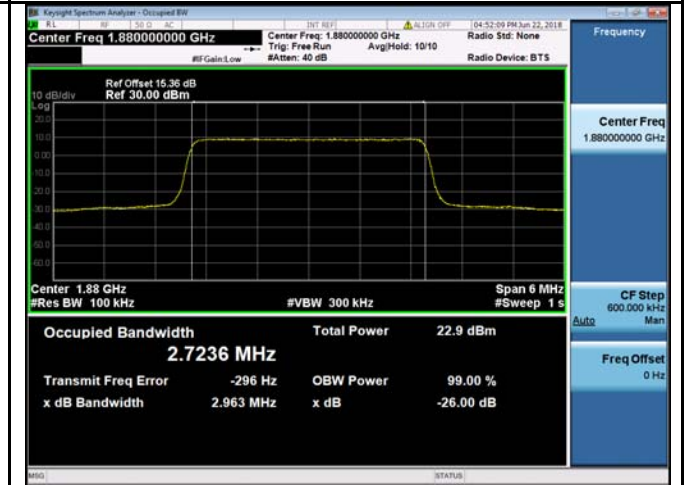 Keysight Spectrum Analyzer - Occupied BW
RL RF 50 Ω AC INT REF ALIGN OFF 04:52:09 PM Jun 22, 2018
Center Freq 1.880000000 GHz
Center Freq: 1.880000000 GHz Radio Std: None
Trig: Free Run Avg|Hold: 10/10
#IFGain:Low #Atten: 40 dB Radio Device: BTS
Frequency
Ref Offset 15.36 dB
10 dB/div Ref 30.00 dBm
Log
20.0
10.0
0.00
-10.0
-20.0
-30.0
-40.0
-50.0
-60.0
Center Freq
1.880000000 GHz
Center 1.88 GHz Span 6 MHz
#Res BW 100 kHz #VBW 300 kHz #Sweep 1 s
CF Step
600.000 kHz
Auto Man
Occupied Bandwidth Total Power 22.9 dBm
2.7236 MHz
Freq Offset
0 Hz
Transmit Freq Error -296 Hz OBW Power 99.00 %
x dB Bandwidth 2.963 MHz x dB -26.00 dB
MSG STATUS